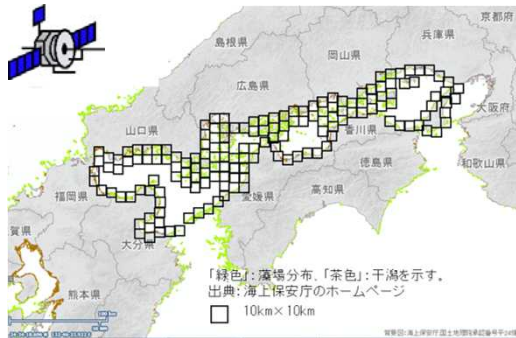 京都府
兵庫県
島根県
岡山県
広島県
大阪府
山口県
香川県
和歌山県
徳島県
福岡県
愛媛県
高知県
大分県
賀県
熊本県
「緑色」：藻場分布、「茶色」：干潟を示す。
出典：海上保安庁のホームページ
10km×10km